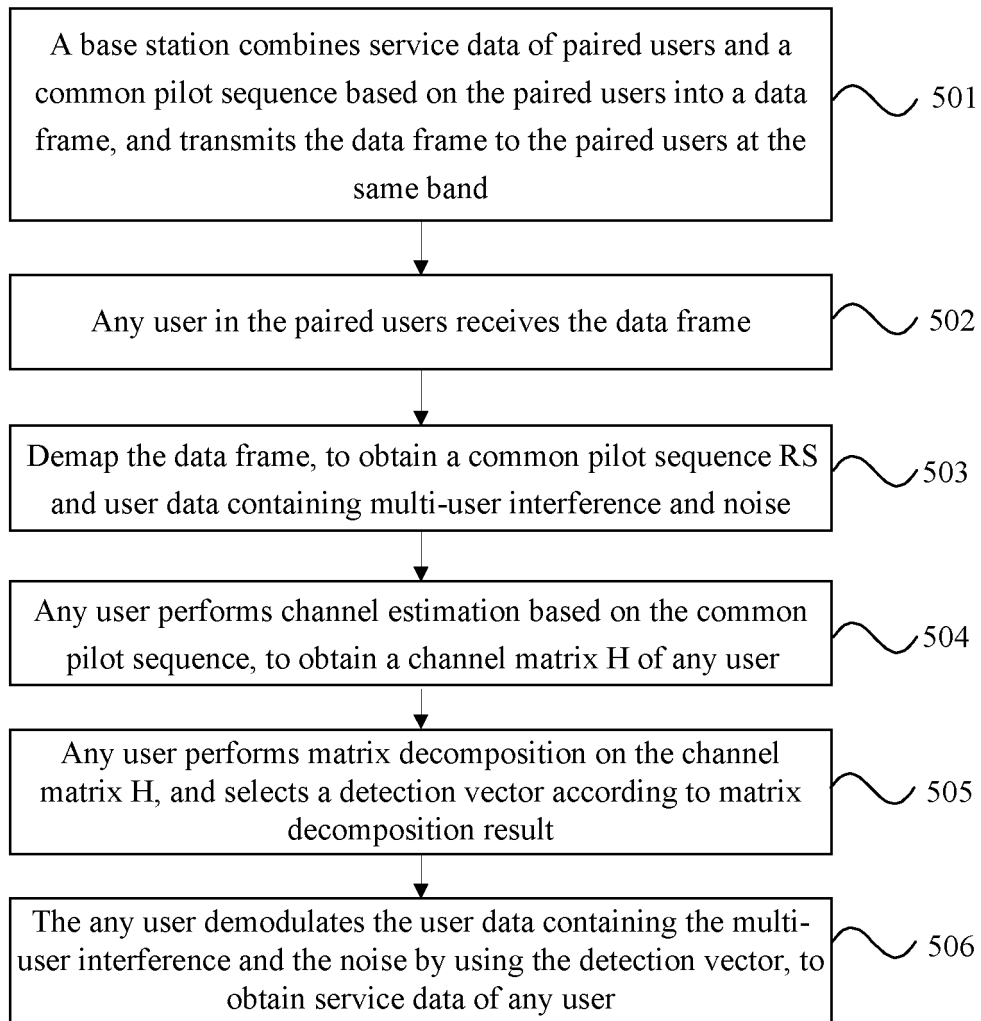 A base station combines service data of paired users and a
common pilot sequence based on the paired users into a data
frame, and transmits the data frame to the paired users at the
same band
501
Any user in the paired users receives the data frame
502
Demap the data frame, to obtain a common pilot sequence RS
and user data containing multi-user interference and noise
503
Any user performs channel estimation based on the common
pilot sequence, to obtain a channel matrix H of any user
504
Any user performs matrix decomposition on the channel
matrix H, and selects a detection vector according to matrix
decomposition result
505
The any user demodulates the user data containing the multi-
user interference and the noise by using the detection vector, to
obtain service data of any user
506